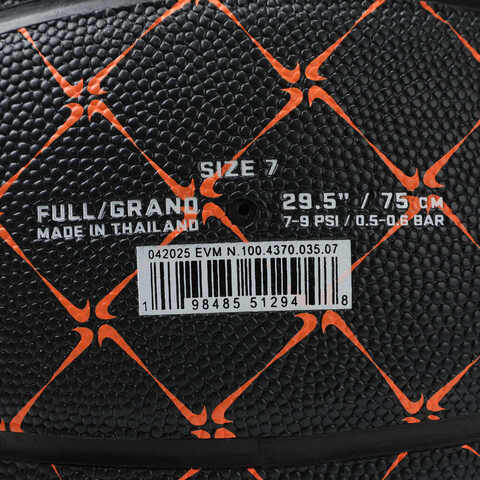 SIZE 7
FULL/GRAND
MADE IN THAILAND
29.5" / 75 CM
7-9 PSI / 0.5-0.6 BAR
042025 EVM N.100.4370.035.07
1 98485 51294 8